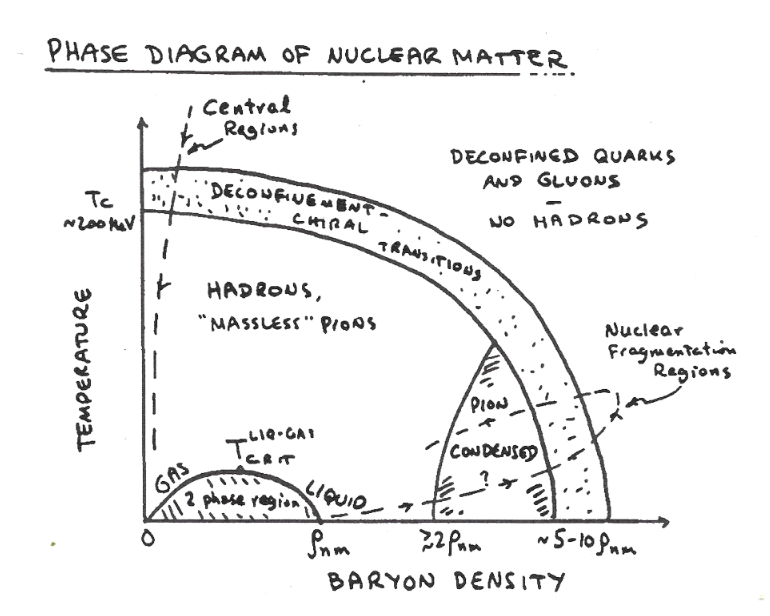 PHASE DIAGRAM OF NUCLEAR MATTER
Central
Regions
DECONFINED QUARKS
AND GLUONS
–
NO HADRONS
Tc
~200 MeV
DECONFINEMENT-
CHIRAL
TRANSITIONS
HADRONS,
"MASSLESS" PIONS
Nuclear
Fragmentation
Regions
TEMPERATURE
PION
CONDENSED
?
T LIQ-GAS
CRIT
GAS
LIQUID
2 phase region
0
ρnm
≳2ρnm
~5-10ρnm
BARYON DENSITY